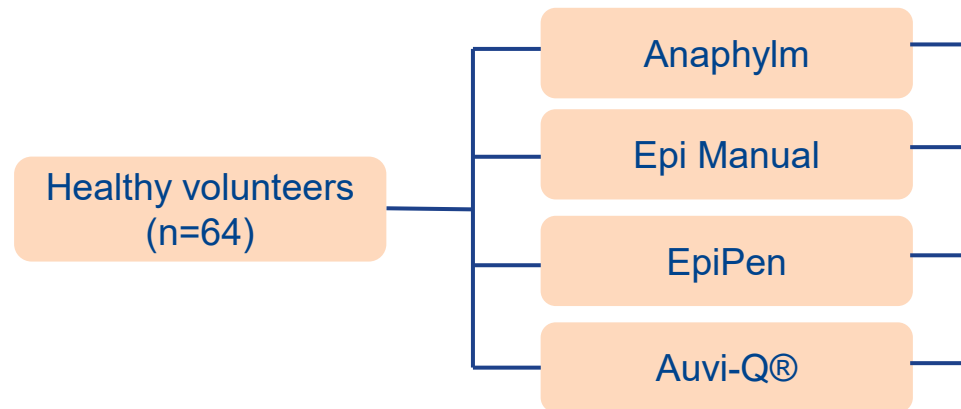 Healthy volunteers
(n=64)
Anaphylm
Epi Manual
EpiPen
Auvi-Q®